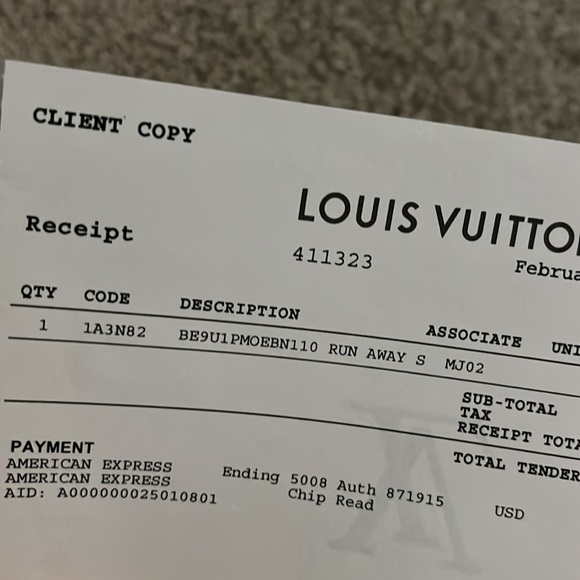 CLIENT COPY
LOUIS VUITTO
Receipt
411323
Februa
QTY CODE DESCRIPTION ASSOCIATE UNI
1 1A3N82 BE9U1PMOEBN110 RUN AWAY S MJ02
SUB-TOTAL
TAX
RECEIPT TOTA
TOTAL TENDER
PAYMENT
AMERICAN EXPRESS
AMERICAN EXPRESS Ending 5008 Auth 871915 USD
AID: A000000025010801 Chip Read